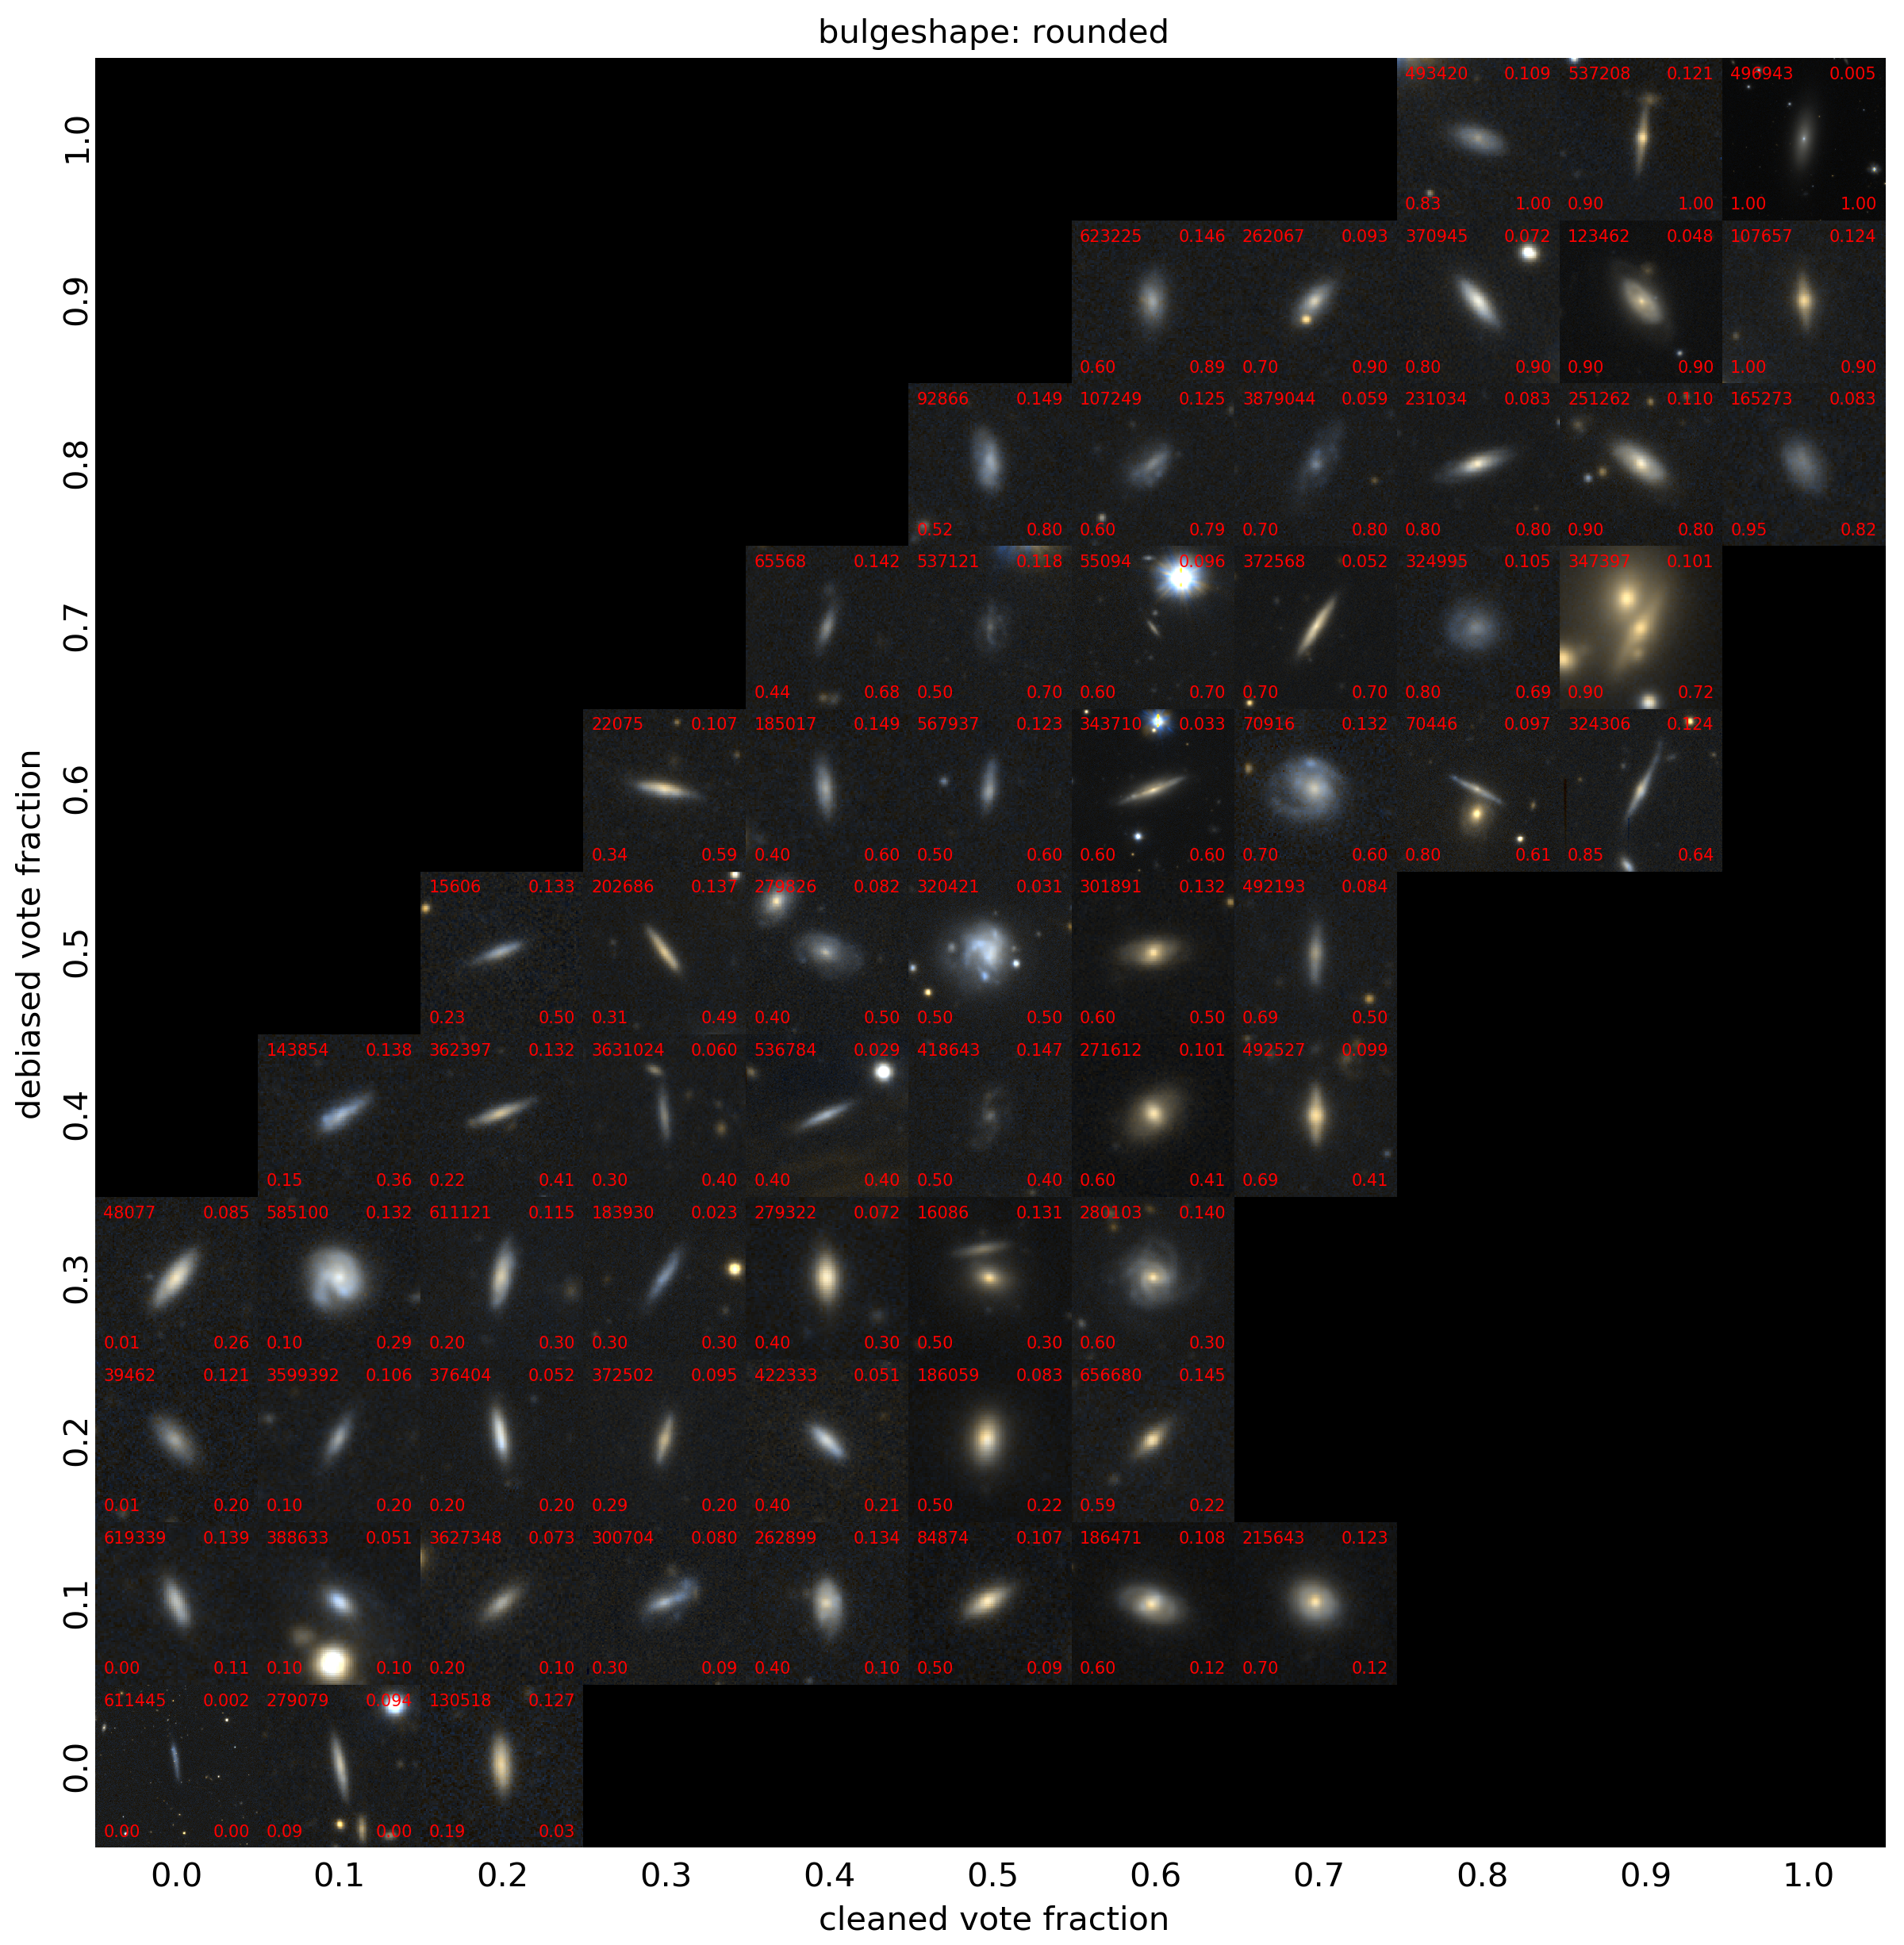 bulgeshape: rounded
493420 0.109 537208 0.121 496943 0.005
1.0
0.83 1.00 0.90 1.00 1.00 1.00
623225 0.146 262067 0.093 370945 0.072 123462 0.048 107657 0.124
0.9
0.60 0.89 0.70 0.90 0.80 0.90 0.90 0.90 1.00 0.90
92866 0.149 107249 0.125 3879044 0.059 231034 0.083 251262 0.110 165273 0.083
0.8
0.52 0.80 0.60 0.79 0.70 0.80 0.80 0.80 0.90 0.80 0.95 0.82
65568 0.142 537121 0.118 55094 0.096 372568 0.052 324995 0.105 347397 0.101
0.7
0.44 0.68 0.50 0.70 0.60 0.70 0.70 0.70 0.80 0.69 0.90 0.72
22075 0.107 185017 0.149 567937 0.123 343710 0.033 70916 0.132 70446 0.097 324306 0.124
0.6
0.34 0.59 0.40 0.60 0.50 0.60 0.60 0.60 0.70 0.60 0.80 0.61 0.85 0.64
15606 0.133 202686 0.137 279826 0.082 320421 0.031 301891 0.132 492193 0.084
0.5
0.23 0.50 0.31 0.49 0.40 0.50 0.50 0.50 0.60 0.50 0.69 0.50
debiased vote fraction
143854 0.138 362397 0.132 3631024 0.060 536784 0.029 418643 0.147 271612 0.101 492527 0.099
0.4
0.15 0.36 0.22 0.41 0.30 0.40 0.40 0.40 0.50 0.40 0.60 0.41 0.69 0.41
48077 0.085 585100 0.132 611121 0.115 183930 0.023 279322 0.072 16086 0.131 280103 0.140
0.3
0.01 0.26 0.10 0.29 0.20 0.30 0.30 0.30 0.40 0.30 0.50 0.30 0.60 0.30
39462 0.121 3599392 0.106 376404 0.052 372502 0.095 422333 0.051 186059 0.083 656680 0.145
0.2
0.01 0.20 0.10 0.20 0.20 0.20 0.29 0.20 0.40 0.21 0.50 0.22 0.59 0.22
619339 0.139 388633 0.051 3627348 0.073 300704 0.080 262899 0.134 84874 0.107 186471 0.108 215643 0.123
0.1
0.00 0.11 0.10 0.10 0.20 0.10 0.30 0.09 0.40 0.10 0.50 0.09 0.60 0.12 0.70 0.12
611445 0.002 279079 0.094 130518 0.127
0.0
0.00 0.00 0.09 0.00 0.19 0.03
0.0 0.1 0.2 0.3 0.4 0.5 0.6 0.7 0.8 0.9 1.0
cleaned vote fraction